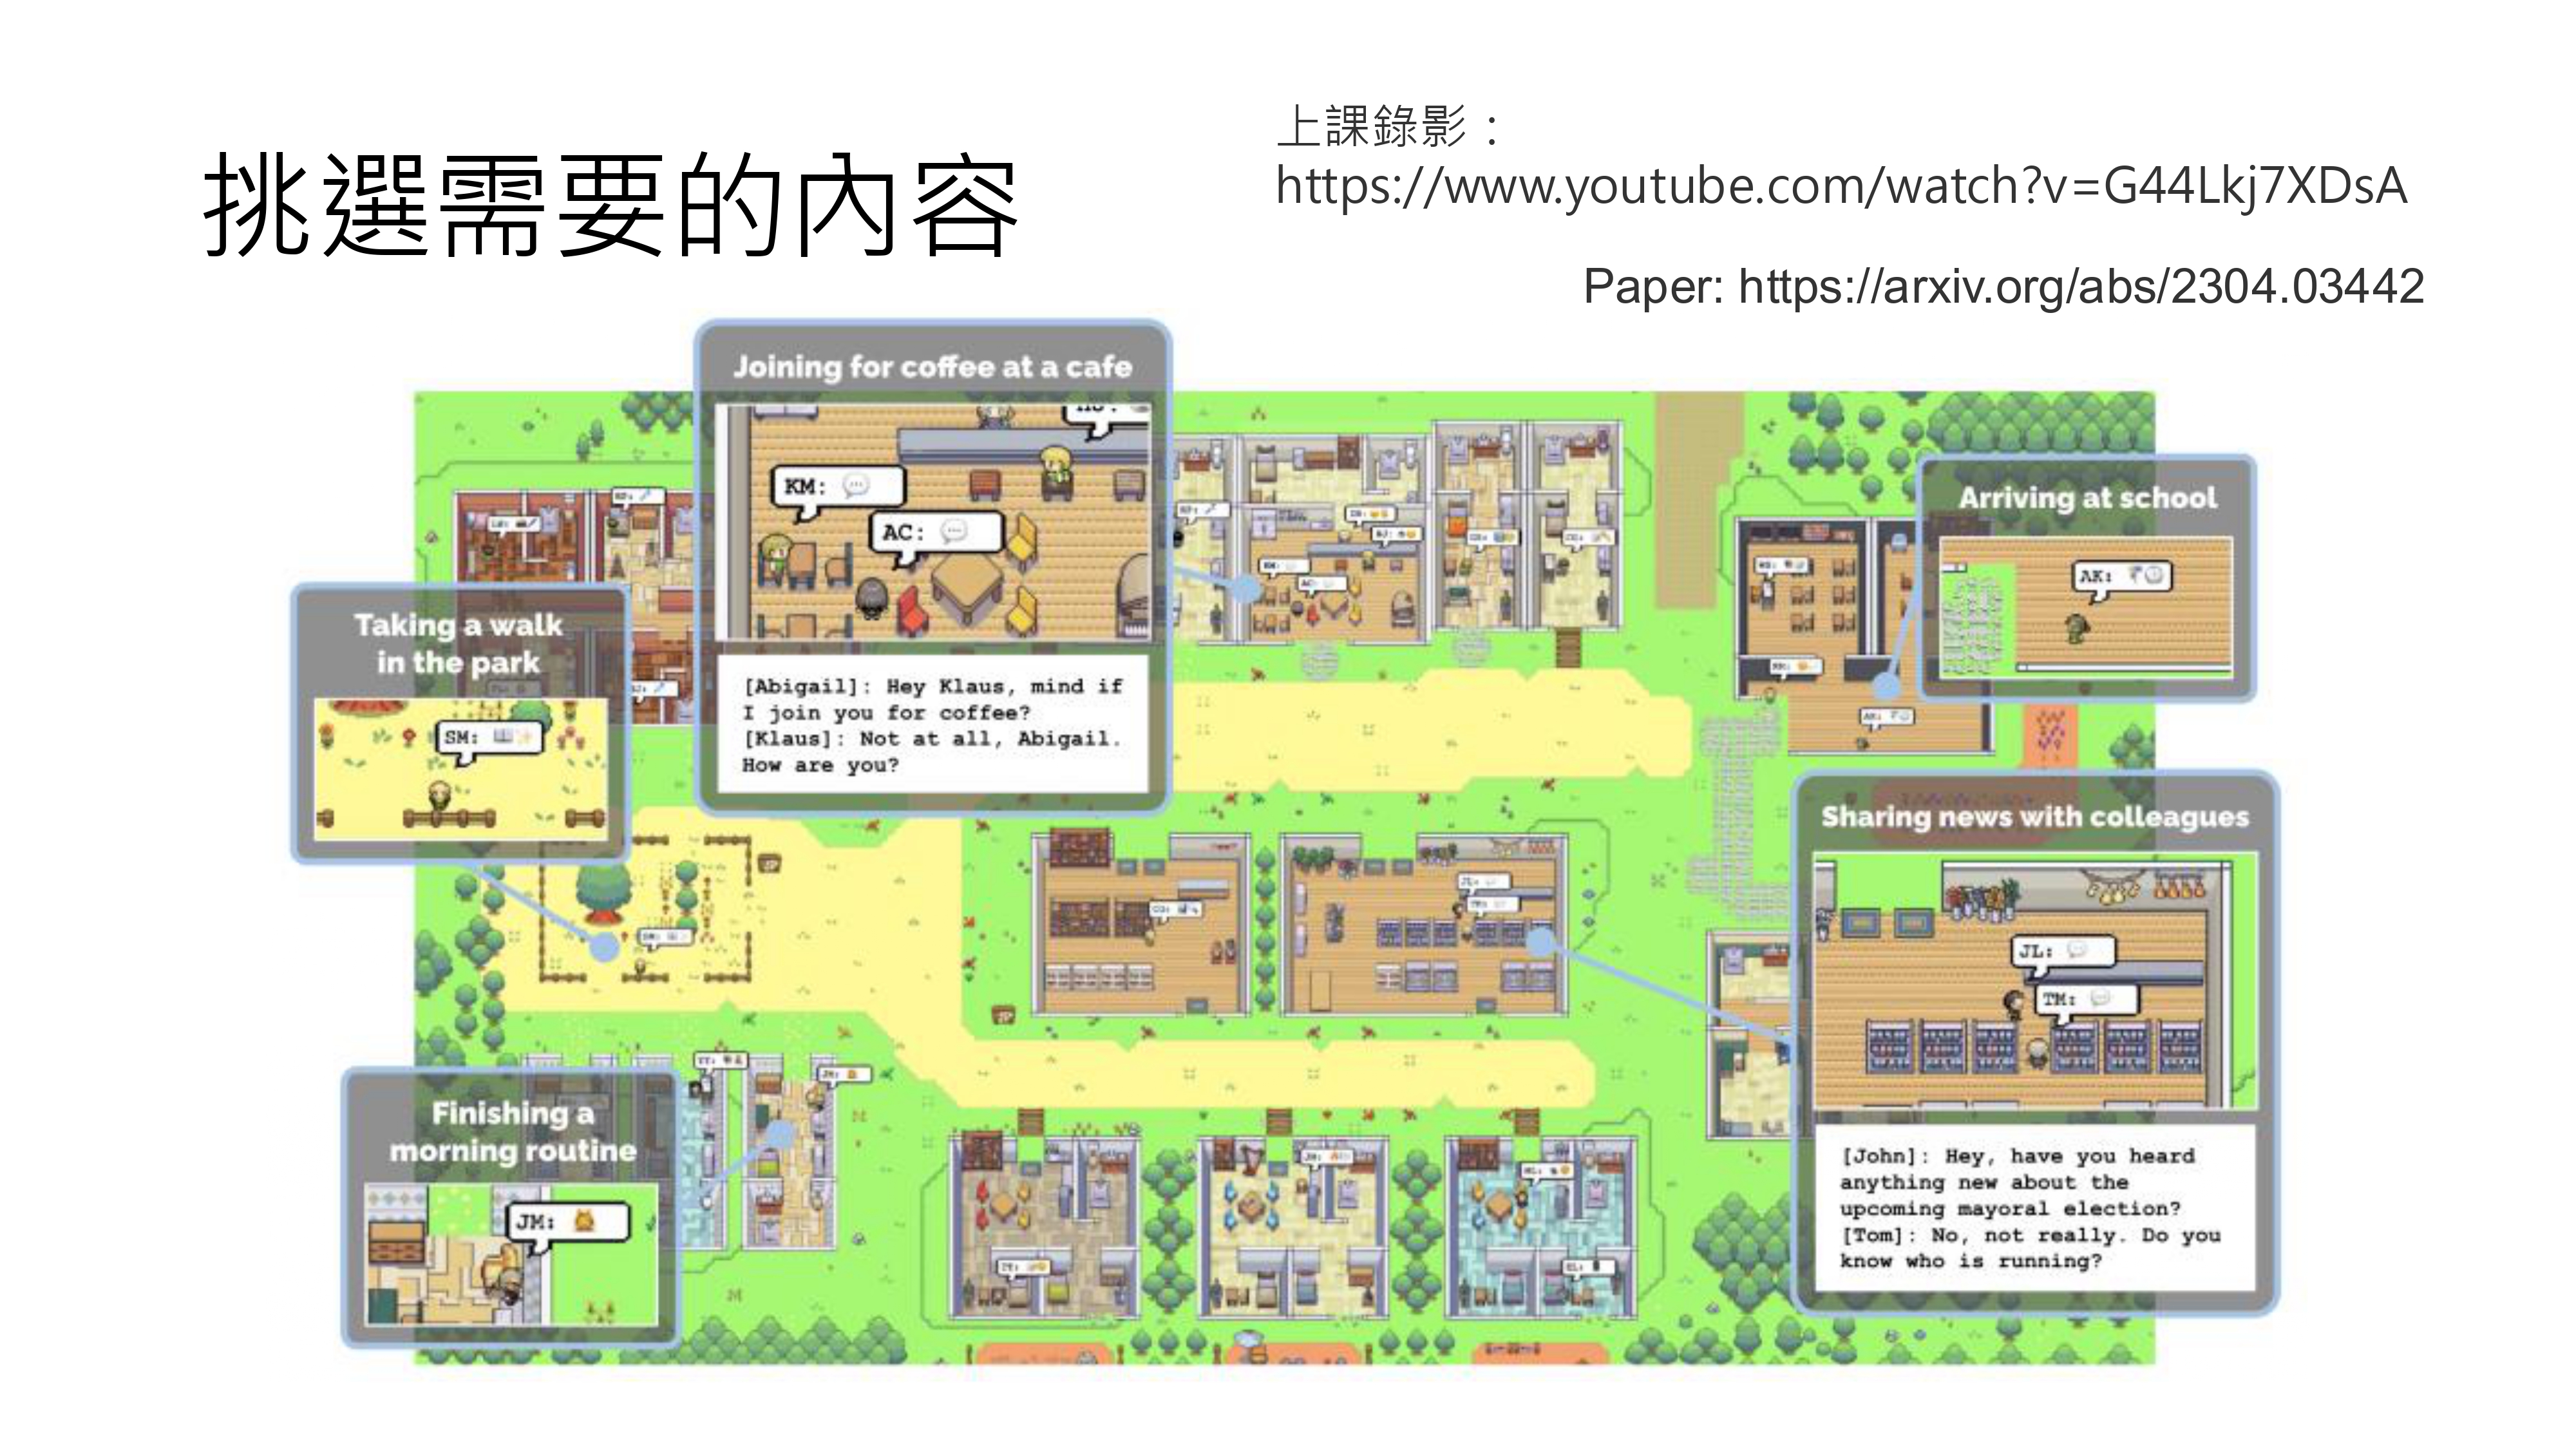 挑選需要的內容
上課錄影：
https://www.youtube.com/watch?v=G44Lkj7XDsA
Paper: https://arxiv.org/abs/2304.03442
Joining for coffee at a cafe
KM:
AC:
[Abigail]: Hey Klaus, mind if
I join you for coffee?
[Klaus]: Not at all, Abigail.
How are you?
Arriving at school
AK:
Taking a walk
in the park
SM:
Sharing news with colleagues
JL:
TM:
[John]: Hey, have you heard
anything new about the
upcoming mayoral election?
[Tom]: No, not really. Do you
know who is running?
Finishing a
morning routine
JM: